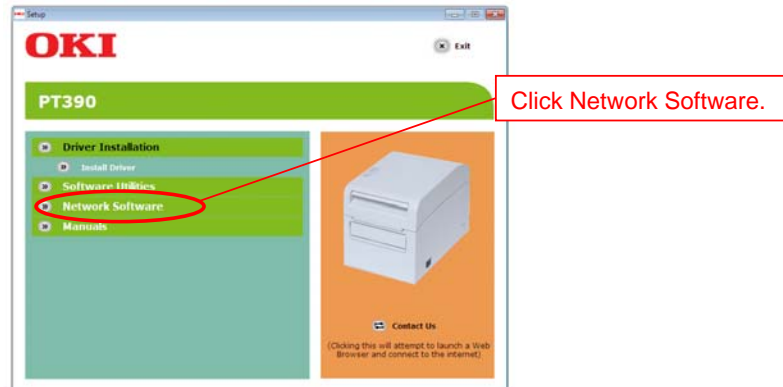 Setup
OKI
Exit
PT390
Click Network Software.
Driver Installation
Install Driver
Software Utilities
Network Software
Manuals
Contact Us
(Clicking this will attempt to launch a Web
Browser and connect to the internet)